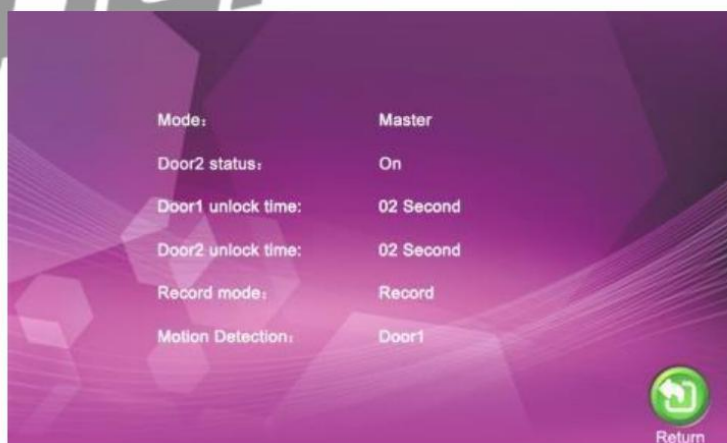 Mode： Master
Door2 status： On
Door1 unlock time: 02 Second
Door2 unlock time: 02 Second
Record mode： Record
Motion Detection： Door1
Return